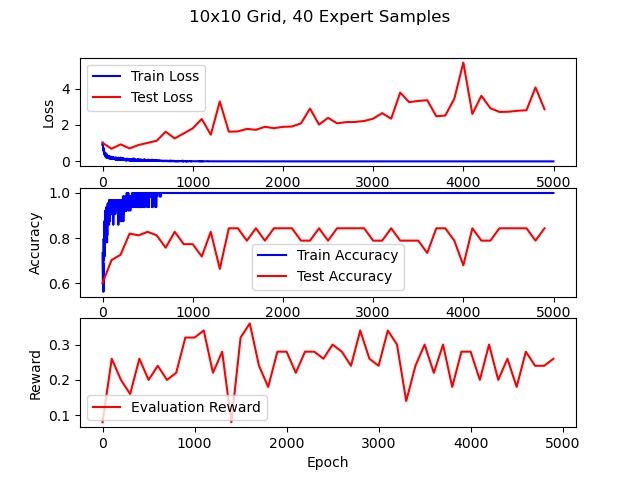 10x10 Grid, 40 Expert Samples
Loss
4
2
0
Train Loss
Test Loss
0 1000 2000 3000 4000 5000
Accuracy
1.0
0.8
0.6
Train Accuracy
Test Accuracy
0 1000 2000 3000 4000 5000
Reward
0.3
0.2
0.1
Evaluation Reward
0 1000 2000 3000 4000 5000
Epoch